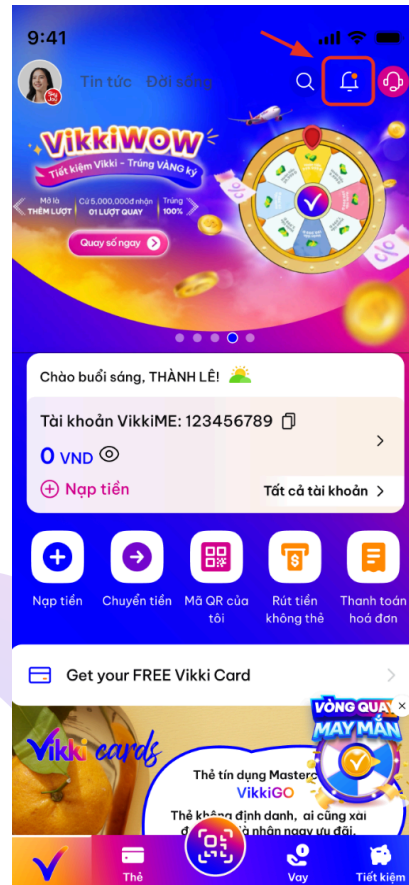 9:41
Tin tức Đời sống
VikkiWOW
Tiết kiệm Vikki - Trúng VÀNG ký
Mở là THÊM LƯỢT
Cứ 5,000,000đ nhận 01 LƯỢT QUAY
Trúng 100%
Quay số ngay
Chào buổi sáng, THÀNH LÊ!
Tài khoản VikkiME: 123456789
0 VND
Nạp tiền
Tất cả tài khoản
Nạp tiền
Chuyển tiền
Mã QR của tôi
Rút tiền không thẻ
Thanh toán hoá đơn
Get your FREE Vikki Card
VÒNG QUAY
MAY MẮN
Vikki cards
Thẻ tín dụng Masterc
VikkiGO
Thẻ không định danh, ai cũng xài
nhận ngay ưu đãi.
Thẻ
Vay
Tiết kiệm